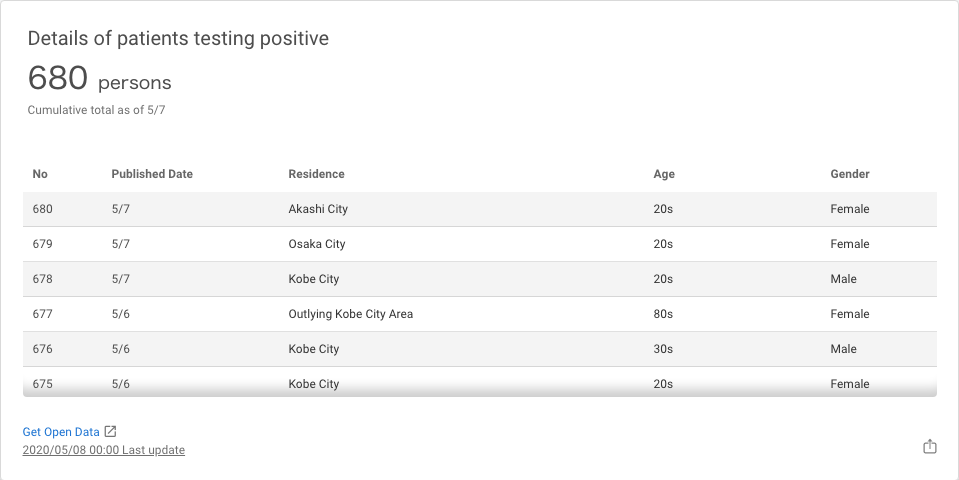 Details of patients testing positive
680 persons
Cumulative total as of 5/7
No Published Date Residence Age Gender
680 5/7 Akashi City 20s Female
679 5/7 Osaka City 20s Female
678 5/7 Kobe City 20s Male
677 5/6 Outlying Kobe City Area 80s Female
676 5/6 Kobe City 30s Male
675 5/6 Kobe City 20s Female
Get Open Data
2020/05/08 00:00 Last update